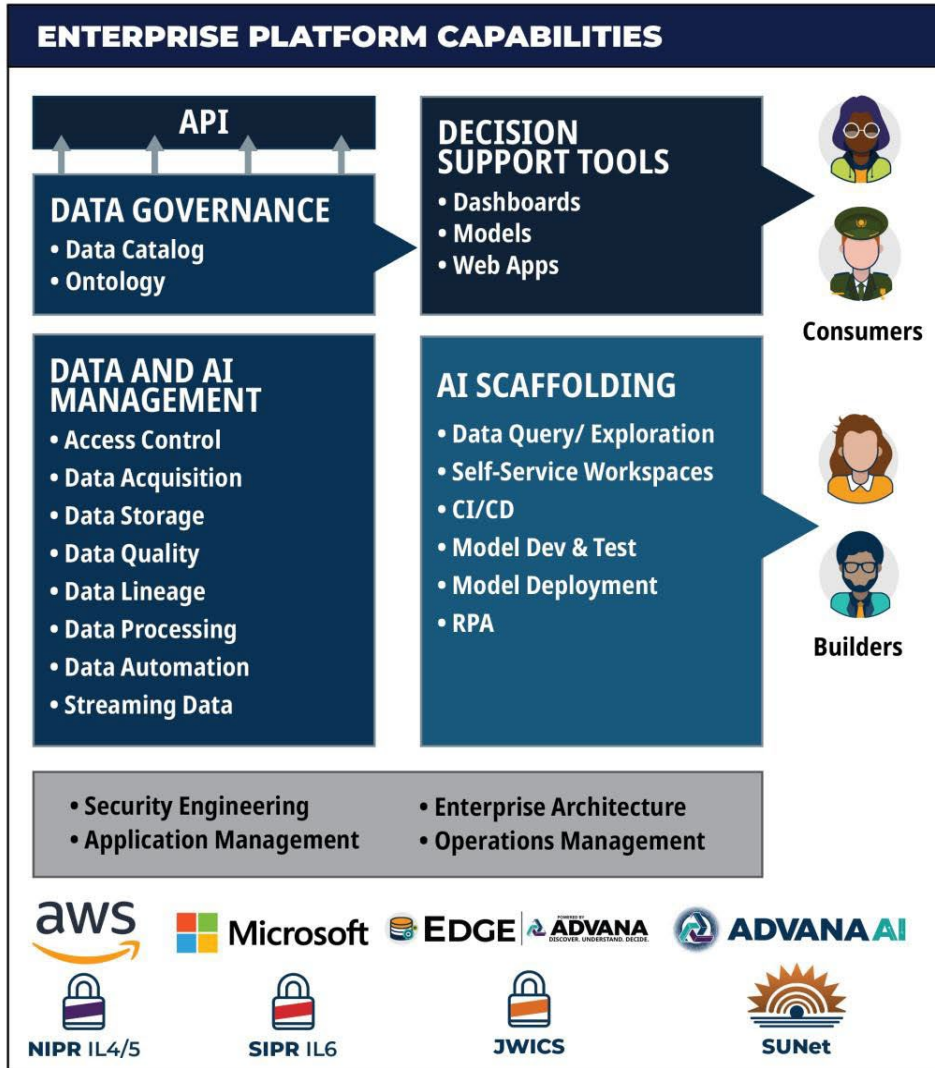 ENTERPRISE PLATFORM CAPABILITIES
API
DATA GOVERNANCE
• Data Catalog
• Ontology
DECISION
SUPPORT TOOLS
• Dashboards
• Models
• Web Apps
Consumers
DATA AND AI
MANAGEMENT
• Access Control
• Data Acquisition
• Data Storage
• Data Quality
• Data Lineage
• Data Processing
• Data Automation
• Streaming Data
AI SCAFFOLDING
• Data Query/ Exploration
• Self-Service Workspaces
• CI/CD
• Model Dev & Test
• Model Deployment
• RPA
Builders
• Security Engineering
• Application Management
• Enterprise Architecture
• Operations Management
aws
Microsoft
EDGE
POWERED BY
ADVANA
DISCOVER. UNDERSTAND. DECIDE.
ADVANA AI
NIPR IL4/5
SIPR IL6
JWICS
SUNet